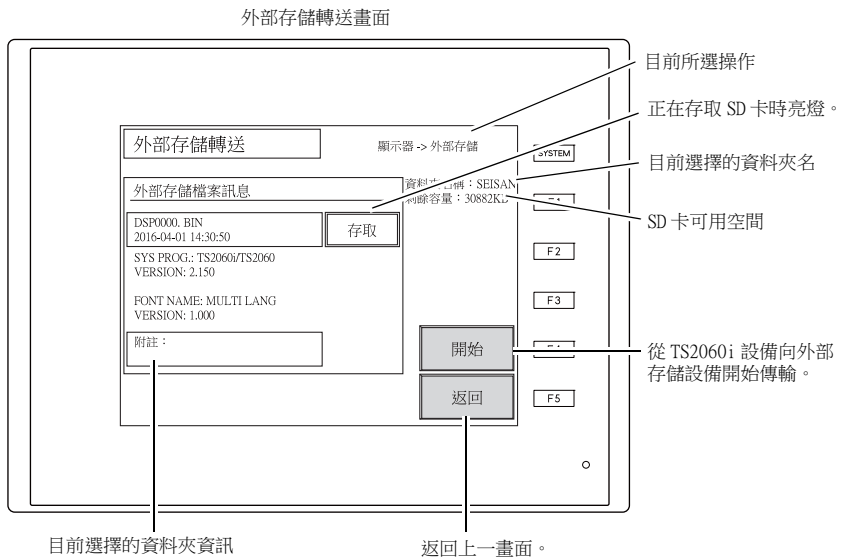 外部存儲轉送畫面
目前所選操作
正在存取 SD 卡時亮燈。
外部存儲轉送
顯示器 -> 外部存儲
SYSTEM
目前選擇的資料夾名
外部存儲檔案訊息
資料夾名稱：SEISAN
剩餘容量：30882KB
SD 卡可用空間
DSP0000. BIN
2016-04-01 14:30:50
存取
SYS PROG.: TS2060i/TS2060
VERSION: 2.150
F2
FONT NAME: MULTI LANG
VERSION: 1.000
F3
附註：
開始
從 TS2060i 設備向外部
存儲設備開始傳輸。
返回
F5
目前選擇的資料夾資訊
返回上一畫面。